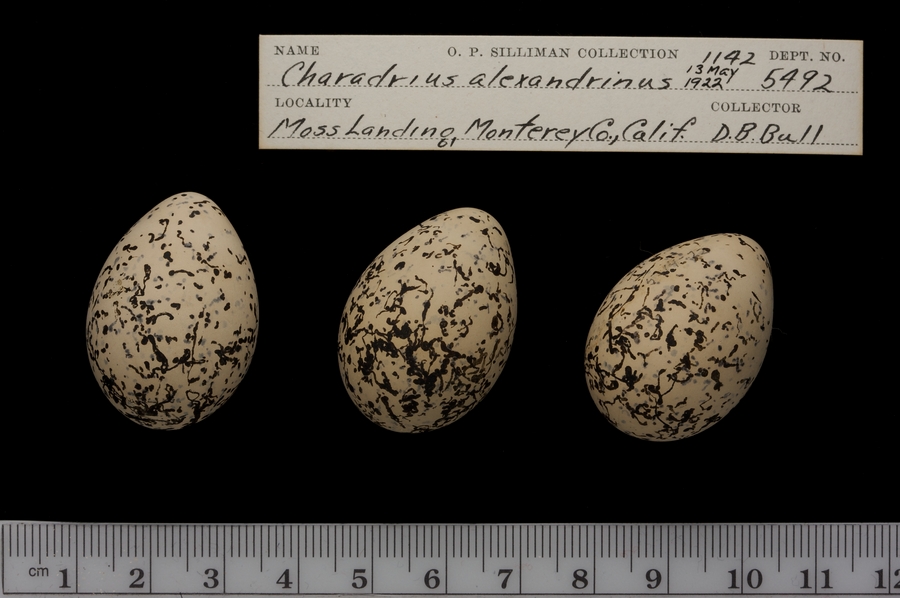 NAME O. P. SILLIMAN COLLECTION 1142 DEPT. NO.
Charadrius alexandrinus 13 May 1922 5492
LOCALITY COLLECTOR
Moss Landing, Monterey Co., Calif. D.B. Bull
cm 1 2 3 4 5 6 7 8 9 10 11 12